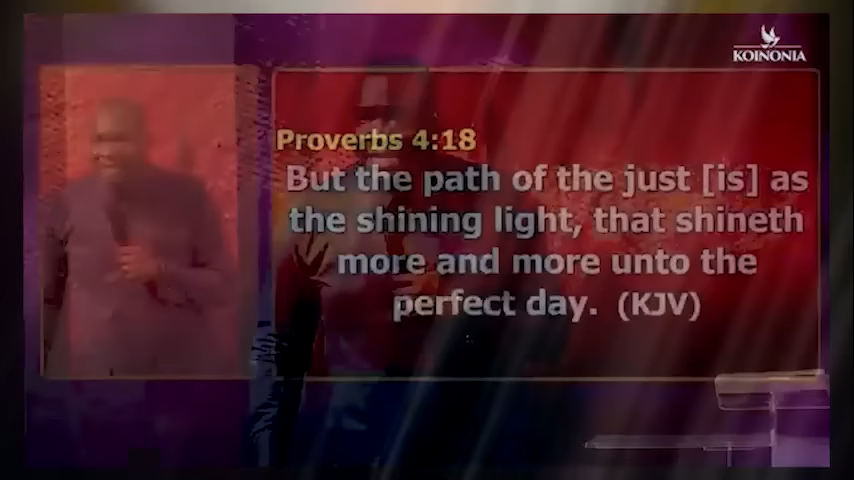 KOINONIA
Proverbs 4:18
But the path of the just [is] as
the shining light, that shineth
more and more unto the
perfect day. (KJV)